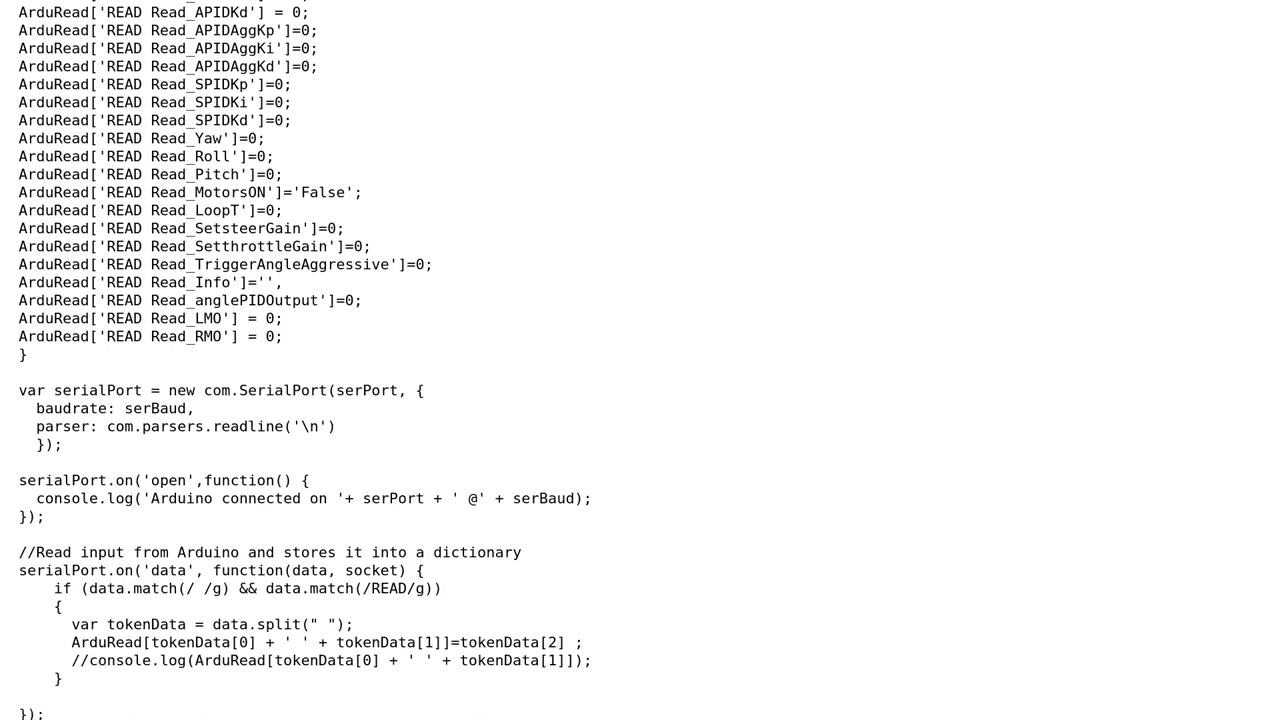 ArduRead['READ Read_APIDKd'] = 0;
ArduRead['READ Read_APIDAggKp']=0;
ArduRead['READ Read_APIDAggKi']=0;
ArduRead['READ Read_APIDAggKd']=0;
ArduRead['READ Read_SPIDKp']=0;
ArduRead['READ Read_SPIDKi']=0;
ArduRead['READ Read_SPIDKd']=0;
ArduRead['READ Read_Yaw']=0;
ArduRead['READ Read_Roll']=0;
ArduRead['READ Read_Pitch']=0;
ArduRead['READ Read_MotorsON']='False';
ArduRead['READ Read_LoopT']=0;
ArduRead['READ Read_SetsteerGain']=0;
ArduRead['READ Read_SetthrottleGain']=0;
ArduRead['READ Read_TriggerAngleAggressive']=0;
ArduRead['READ Read_Info']='',
ArduRead['READ Read_anglePIDOutput']=0;
ArduRead['READ Read_LMO'] = 0;
ArduRead['READ Read_RMO'] = 0;
}

var serialPort = new com.SerialPort(serPort, {
  baudrate: serBaud,
  parser: com.parsers.readline('\n')
  });

serialPort.on('open',function() {
  console.log('Arduino connected on '+ serPort + ' @' + serBaud);
});

//Read input from Arduino and stores it into a dictionary
serialPort.on('data', function(data, socket) {
    if (data.match(/ /g) && data.match(/READ/g))
    {
      var tokenData = data.split(" ");
      ArduRead[tokenData[0] + ' ' + tokenData[1]]=tokenData[2] ;
      //console.log(ArduRead[tokenData[0] + ' ' + tokenData[1]]);
    }

});